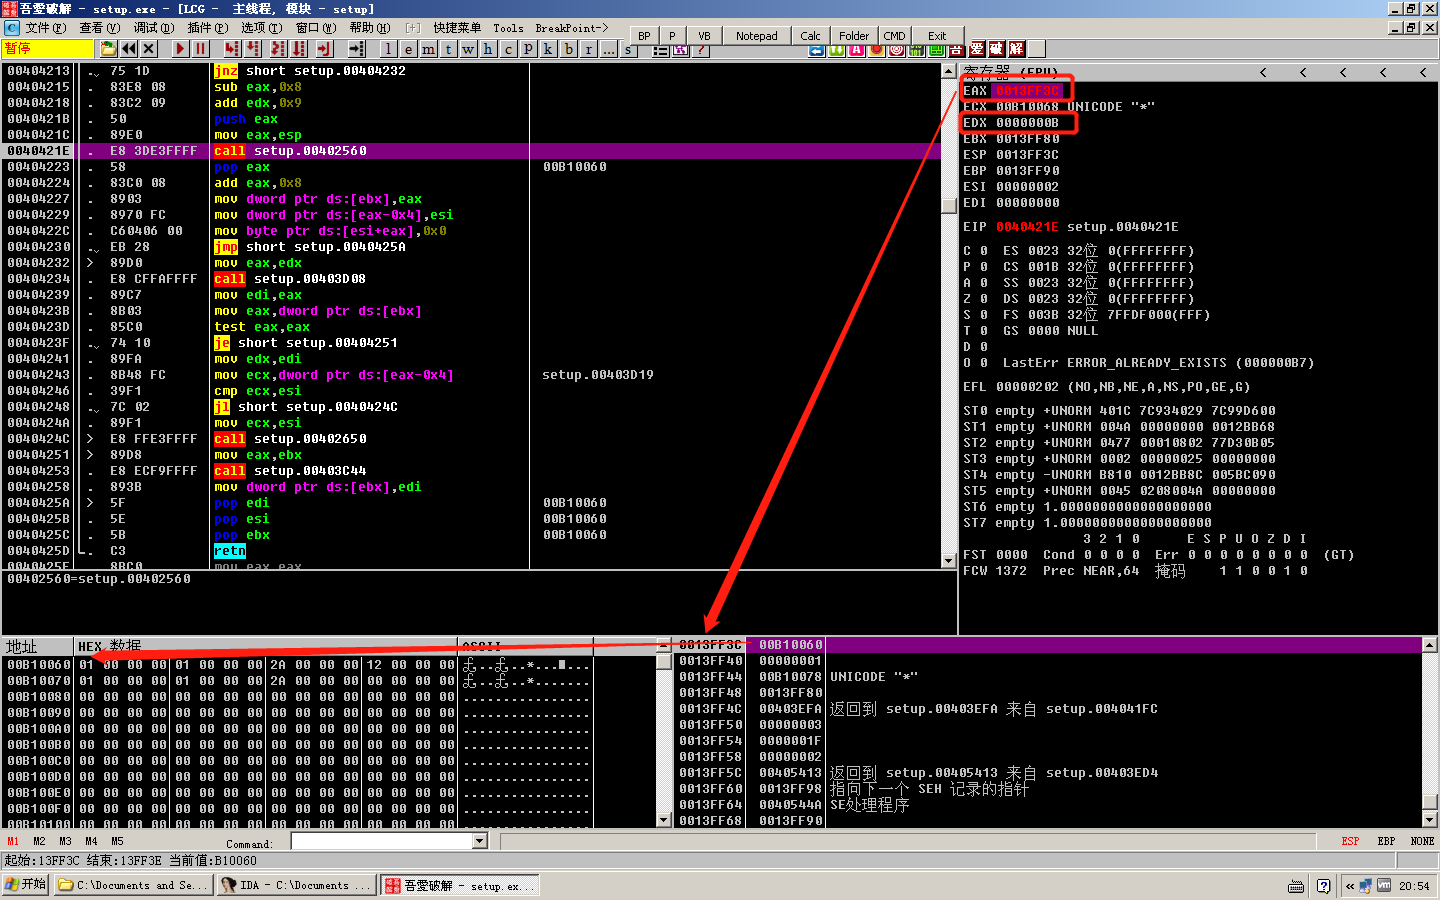 吾爱破解 - setup.exe - [LCG - 主线程, 模块 - setup]
文件(F) 查看(V) 调试(D) 插件(P) 选项(T) 窗口(W) 帮助(H) [+] 快捷菜单 Tools BreakPoint->
BP P VB Notepad Calc Folder CMD Exit
暂停 l e m t w h c p k b r ... s
00404213 . 75 1D jnz short setup.00404232
00404215 . 83E8 08 sub eax,0x8
00404218 . 83C2 09 add edx,0x9
0040421B . 50 push eax
0040421C . 89E0 mov eax,esp
0040421E . E8 3DE3FFFF call setup.00402560
00404223 . 58 pop eax 00B10060
00404224 . 83C0 08 add eax,0x8
00404227 . 8903 mov dword ptr ds:[ebx],eax
00404229 . 8970 FC mov dword ptr ds:[eax-0x4],esi
0040422C . C60406 00 mov byte ptr ds:[esi+eax],0x0
00404230 . EB 28 jmp short setup.0040425A
00404232 > 89D0 mov eax,edx
00404234 . E8 CFFAFFFF call setup.00403D08
00404239 . 89C7 mov edi,eax
0040423B . 8B03 mov eax,dword ptr ds:[ebx]
0040423D . 85C0 test eax,eax
0040423F . 74 10 je short setup.00404251
00404241 . 89FA mov edx,edi
00404243 . 8B48 FC mov ecx,dword ptr ds:[eax-0x4] setup.00403D19
00404246 . 39F1 cmp ecx,esi
00404248 . 7C 02 jl short setup.0040424C
0040424A . 89F1 mov ecx,esi
0040424C > E8 FFE3FFFF call setup.00402650
00404251 > 89D8 mov eax,ebx
00404253 . E8 ECF9FFFF call setup.00403C44
00404258 . 893B mov dword ptr ds:[ebx],edi
0040425A > 5F pop edi 00B10060
0040425B . 5E pop esi 00B10060
0040425C . 5B pop ebx 00B10060
0040425D . C3 retn
0040425E 8BC0 mov eax,eax
00402560=setup.00402560
寄存器 (FPU) < < < < <
EAX 0013FF3C
ECX 00B10068 UNICODE "*"
EDX 0000000B
EBX 0013FF80
ESP 0013FF3C
EBP 0013FF90
ESI 00000002
EDI 00000000
EIP 0040421E setup.0040421E
C 0 ES 0023 32位 0(FFFFFFFF)
P 0 CS 001B 32位 0(FFFFFFFF)
A 0 SS 0023 32位 0(FFFFFFFF)
Z 0 DS 0023 32位 0(FFFFFFFF)
S 0 FS 003B 32位 7FFDF000(FFF)
T 0 GS 0000 NULL
D 0
O 0 LastErr ERROR_ALREADY_EXISTS (000000B7)
EFL 00000202 (NO,NB,NE,A,NS,PO,GE,G)
ST0 empty +UNORM 401C 7C934029 7C99D600
ST1 empty +UNORM 004A 00000000 0012BB68
ST2 empty +UNORM 0477 00010802 77D30B05
ST3 empty +UNORM 0002 00000025 00000000
ST4 empty -UNORM B810 0012BB8C 005BC090
ST5 empty +UNORM 0045 0208004A 00000000
ST6 empty 1.0000000000000000000
ST7 empty 1.0000000000000000000
3 2 1 0 E S P U O Z D I
FST 0000 Cond 0 0 0 0 Err 0 0 0 0 0 0 0 0 (GT)
FCW 1372 Prec NEAR,64 掩码 1 1 0 0 1 0
地址 HEX 数据 ASCII
00B10060 01 00 00 00 01 00 00 00 2A 00 00 00 12 00 00 00
00B10070 01 00 00 00 01 00 00 00 2A 00 00 00 00 00 00 00
00B10080 00 00 00 00 00 00 00 00 00 00 00 00 00 00 00 00 ................
00B10090 00 00 00 00 00 00 00 00 00 00 00 00 00 00 00 00 ................
00B100A0 00 00 00 00 00 00 00 00 00 00 00 00 00 00 00 00 ................
00B100B0 00 00 00 00 00 00 00 00 00 00 00 00 00 00 00 00 ................
00B100C0 00 00 00 00 00 00 00 00 00 00 00 00 00 00 00 00 ................
00B100D0 00 00 00 00 00 00 00 00 00 00 00 00 00 00 00 00 ................
00B100E0 00 00 00 00 00 00 00 00 00 00 00 00 00 00 00 00 ................
00B100F0 00 00 00 00 00 00 00 00 00 00 00 00 00 00 00 00 ................
00B10100 00 00 00 00 00 00 00 00 00 00 00 00 00 00 00 00 ................
0013FF3C 00B10060
0013FF40 00000001
0013FF44 00B10078 UNICODE "*"
0013FF48 0013FF80
0013FF4C 00403EFA 返回到 setup.00403EFA 来自 setup.004041FC
0013FF50 00000003
0013FF54 0000001F
0013FF58 00000002
0013FF5C 00405413 返回到 setup.00405413 来自 setup.00403ED4
0013FF60 0013FF98 指向下一个 SEH 记录的指针
0013FF64 0040544A SE处理程序
0013FF68 0013FF90
M1 M2 M3 M4 M5 Command: ESP EBP NONE
起始:13FF3C 结束:13FF3E 当前值:B10060
开始 C:\Documents and Se... IDA - C:\Documents ... 吾爱破解 - setup.ex... « 20:54